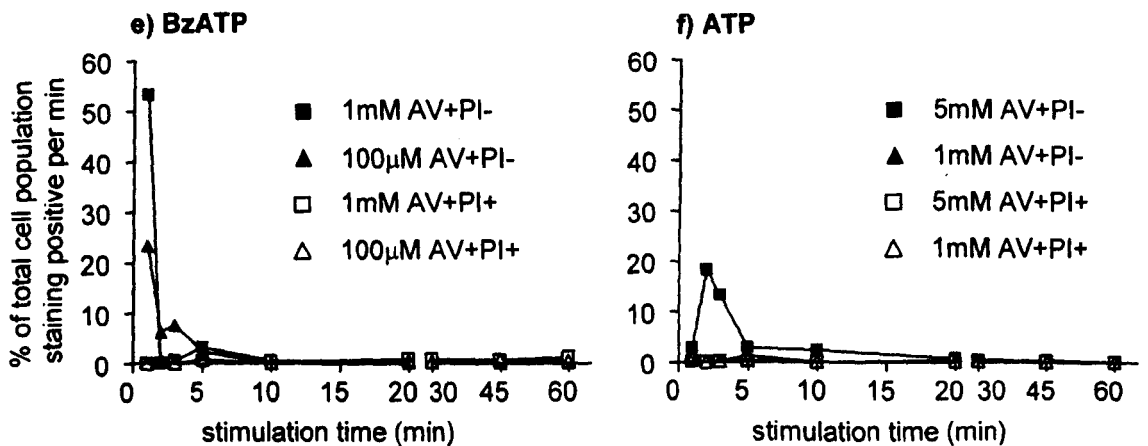 e) BzATP
% of total cell population
staining positive per min
60
50
40
30
20
10
0
1mM AV+PI-
100µM AV+PI-
1mM AV+PI+
100µM AV+PI+
0 5 10 15 20 30 45 60
stimulation time (min)
f) ATP
60
50
40
30
20
10
0
5mM AV+PI-
1mM AV+PI-
5mM AV+PI+
1mM AV+PI+
0 5 10 15 20 30 45 60
stimulation time (min)